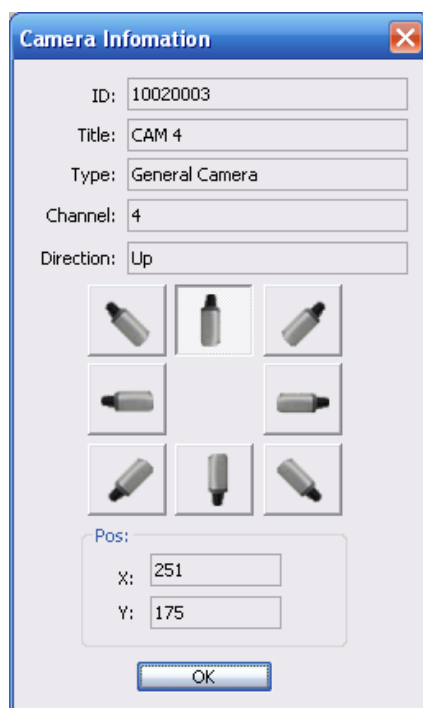 Camera Infomation
ID: 10020003
Title: CAM 4
Type: General Camera
Channel: 4
Direction: Up
Pos:
X: 251
Y: 175
OK